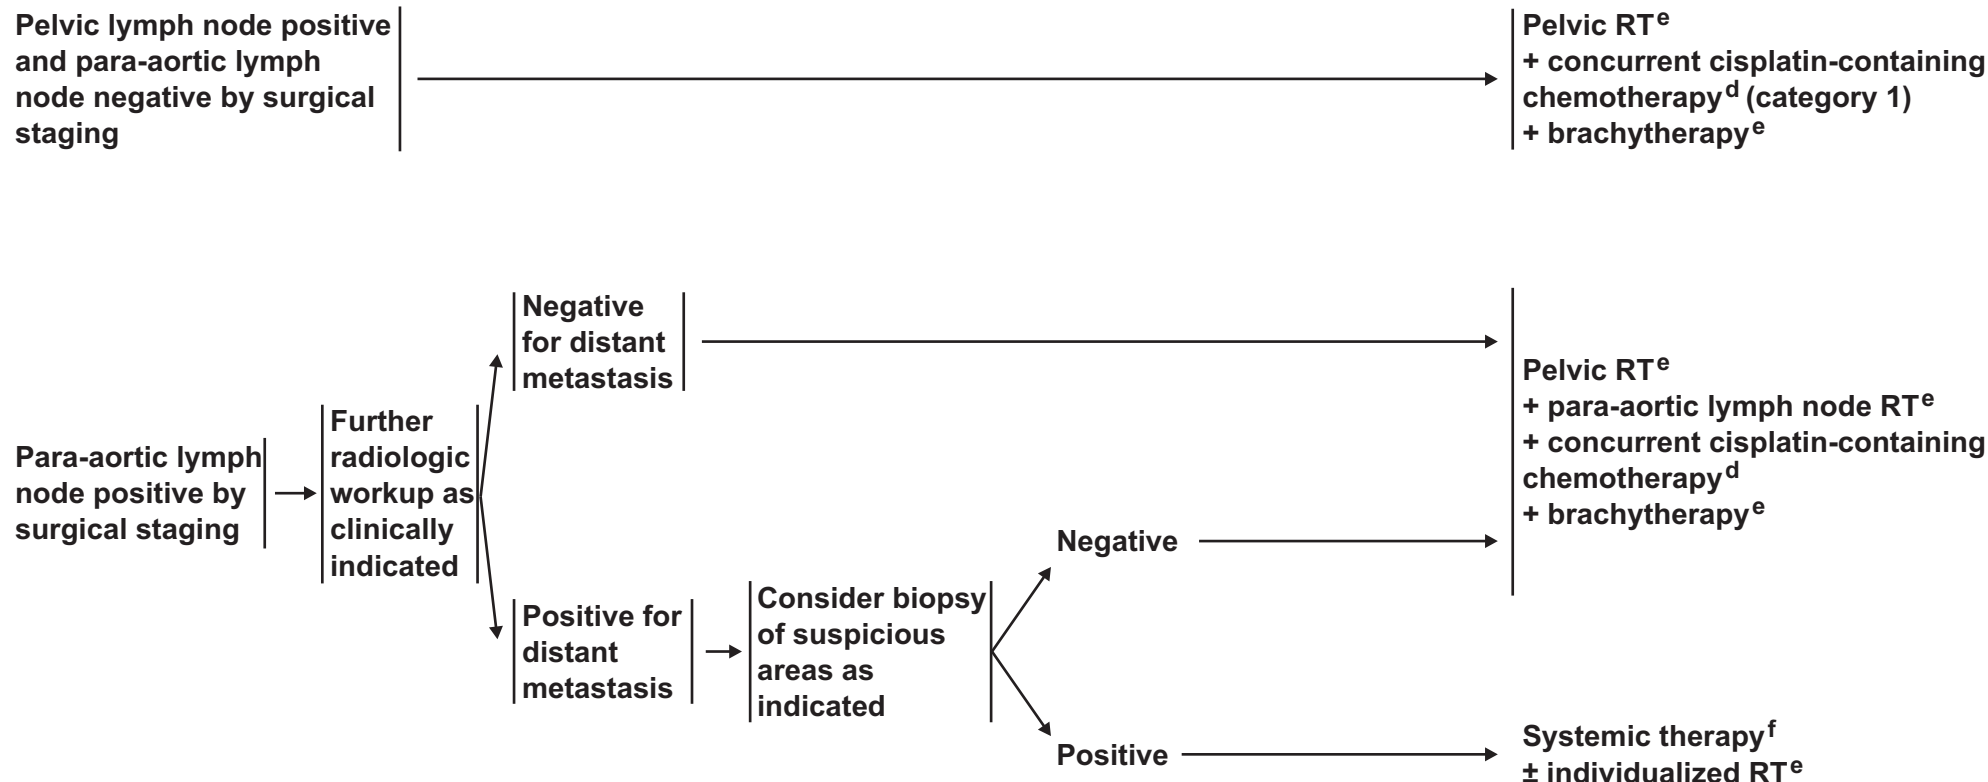 Pelvic lymph node positive
and para-aortic lymph
node negative by surgical
staging
Pelvic RTe
+ concurrent cisplatin-containing
chemotherapyd (category 1)
+ brachytherapye
Para-aortic lymph
node positive by
surgical staging
Further
radiologic
workup as
clinically
indicated
Negative
for distant
metastasis
Positive for
distant
metastasis
Consider biopsy
of suspicious
areas as
indicated
Negative
Positive
Pelvic RTe
+ para-aortic lymph node RTe
+ concurrent cisplatin-containing
chemotherapyd
+ brachytherapye
Systemic therapyf
± individualized RTe